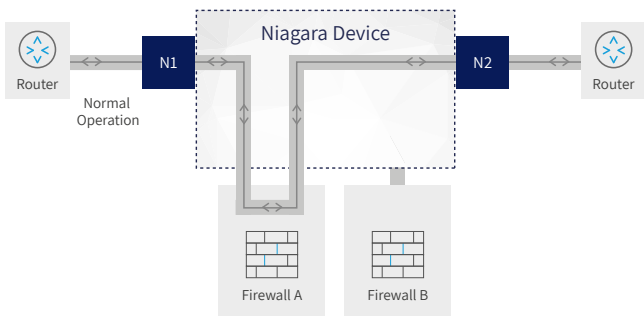 Niagara Device
N1
N2
Router
Router
Normal
Operation
Firewall A
Firewall B